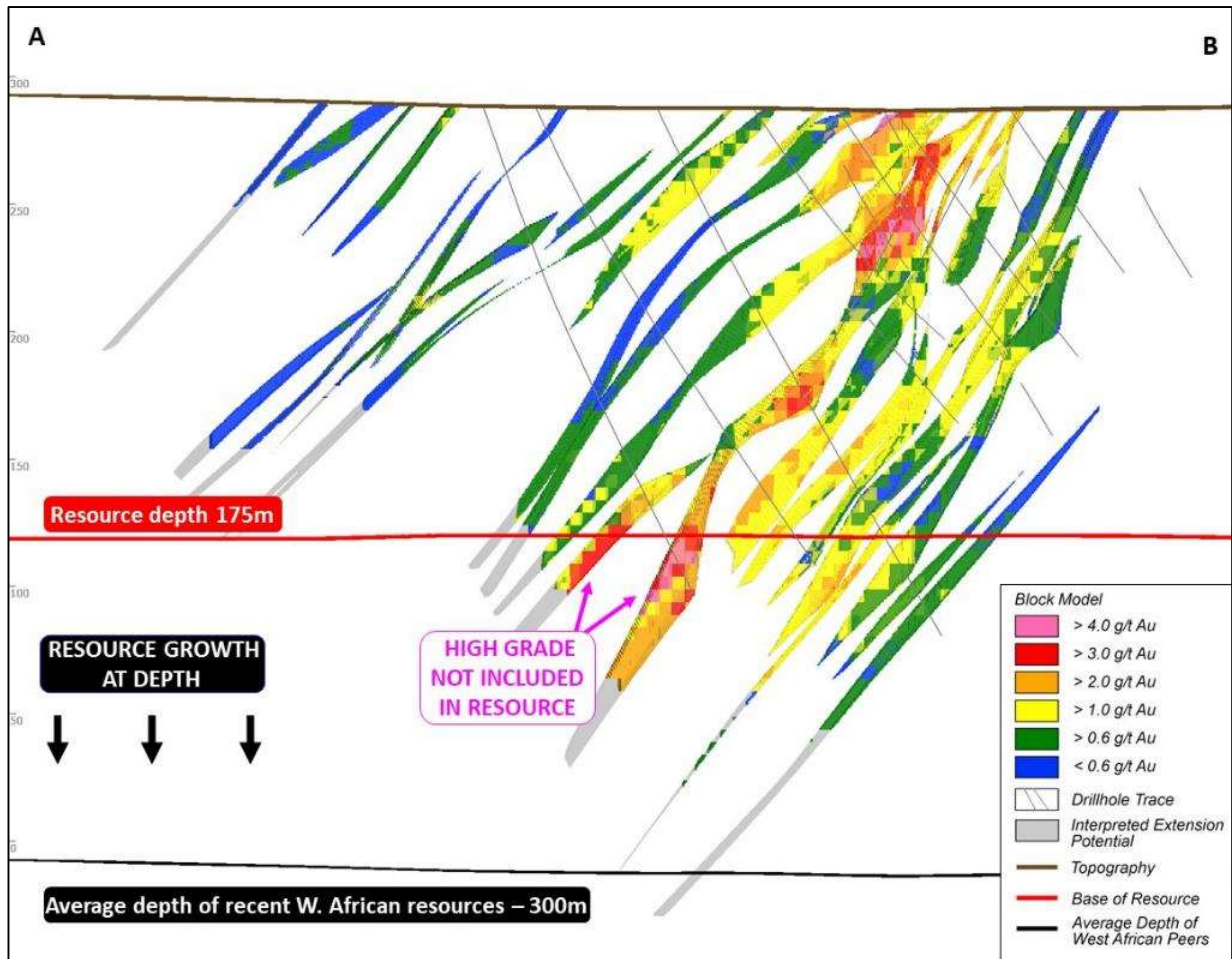 A
B
300
250
200
150
Resource depth 175m
100
RESOURCE GROWTH
AT DEPTH
HIGH GRADE
NOT INCLUDED
IN RESOURCE
50
0
Average depth of recent W. African resources – 300m
Block Model
> 4.0 g/t Au
> 3.0 g/t Au
> 2.0 g/t Au
> 1.0 g/t Au
> 0.6 g/t Au
< 0.6 g/t Au
Drillhole Trace
Interpreted Extension
Potential
Topography
Base of Resource
Average Depth of
West African Peers